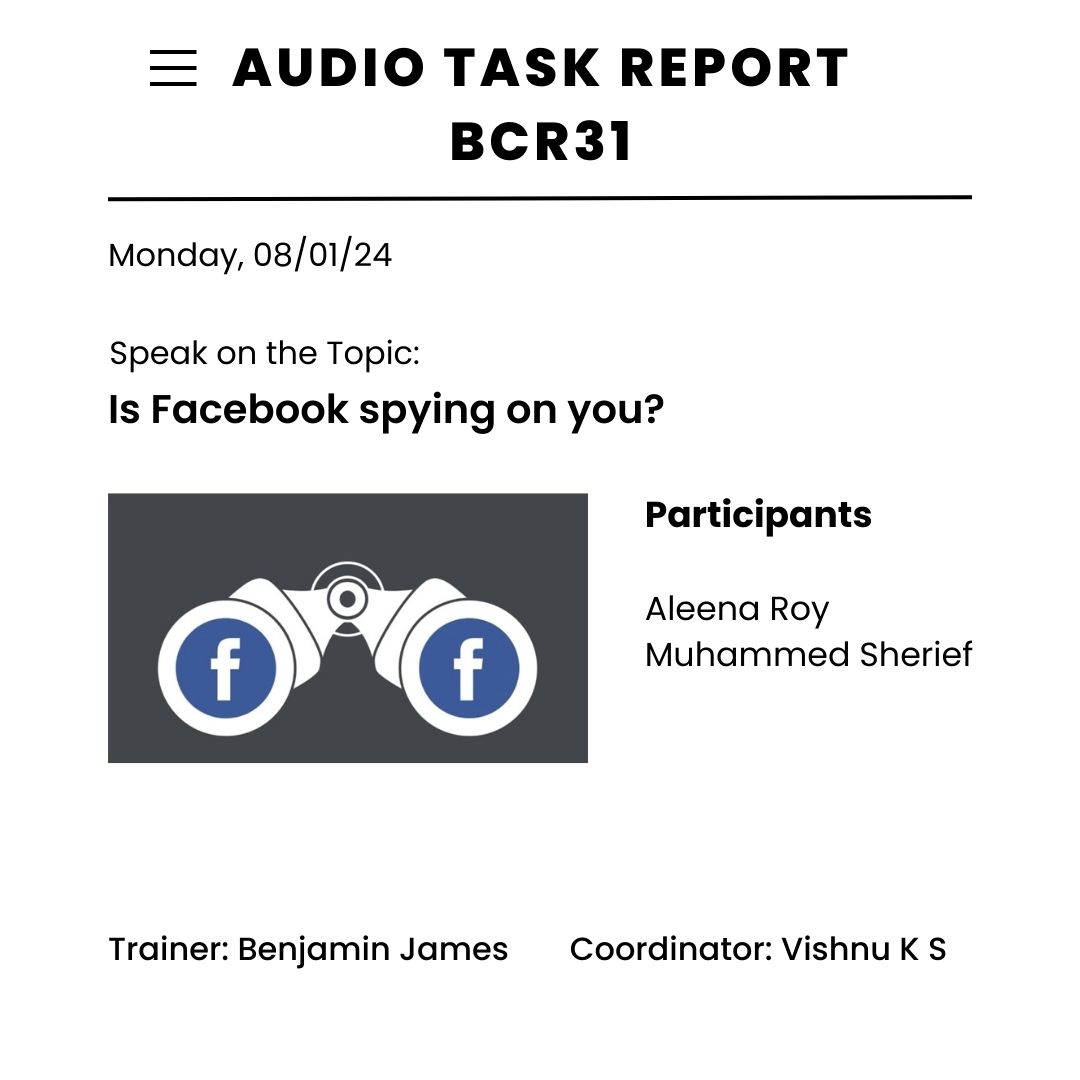 AUDIO TASK REPORT
BCR31
Monday, 08/01/24
Speak on the Topic:
Is Facebook spying on you?
f f
Participants
Aleena Roy
Muhammed Sherief
Trainer: Benjamin James
Coordinator: Vishnu K S